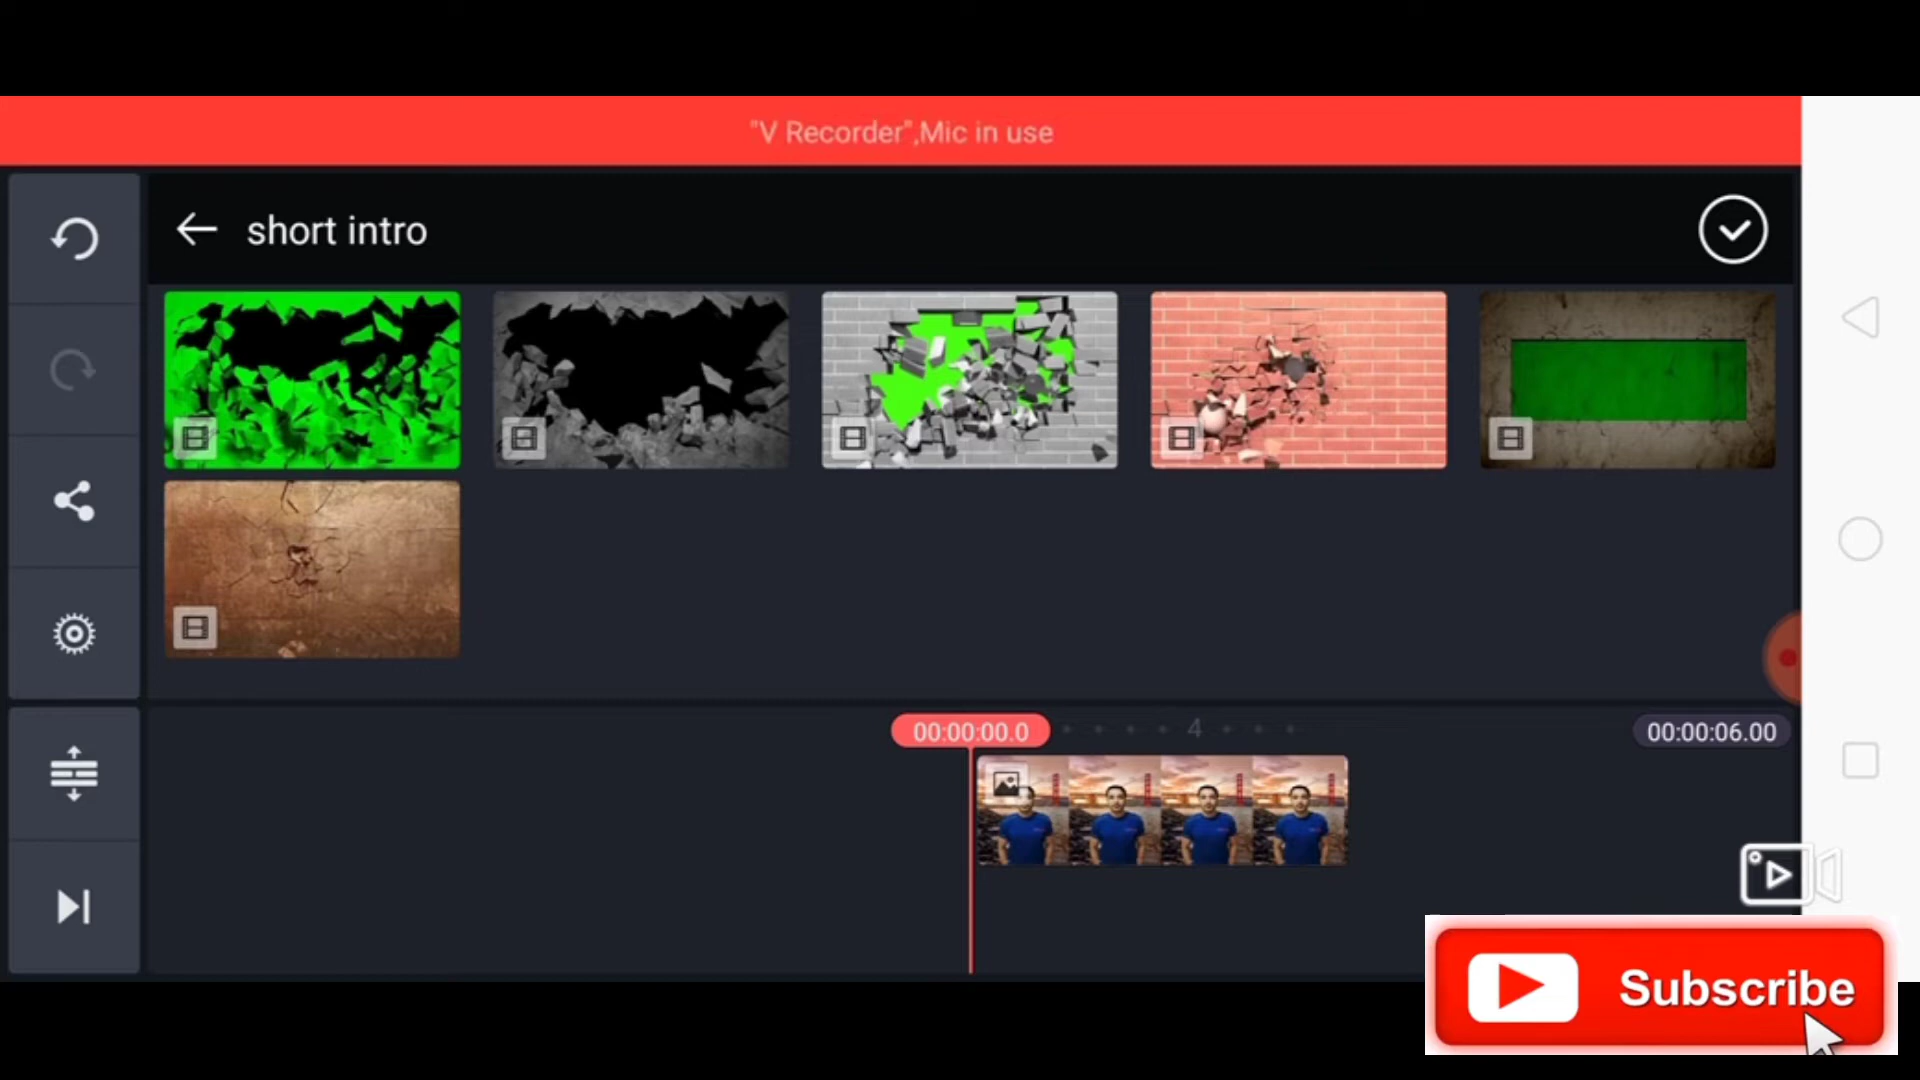 "V Recorder",Mic in use
short intro
00:00:00.0
4
00:00:06.00
Subscribe